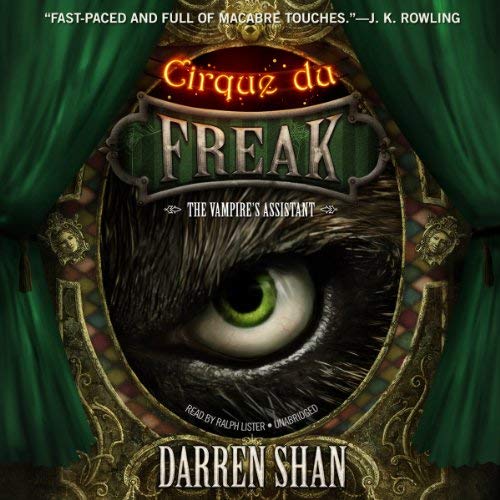 “FAST-PACED AND FULL OF MACABRE TOUCHES.”—J. K. ROWLING
Cirque du
FREAK
THE VAMPIRE'S ASSISTANT
READ BY RALPH LISTER • UNABRIDGED
DARREN SHAN